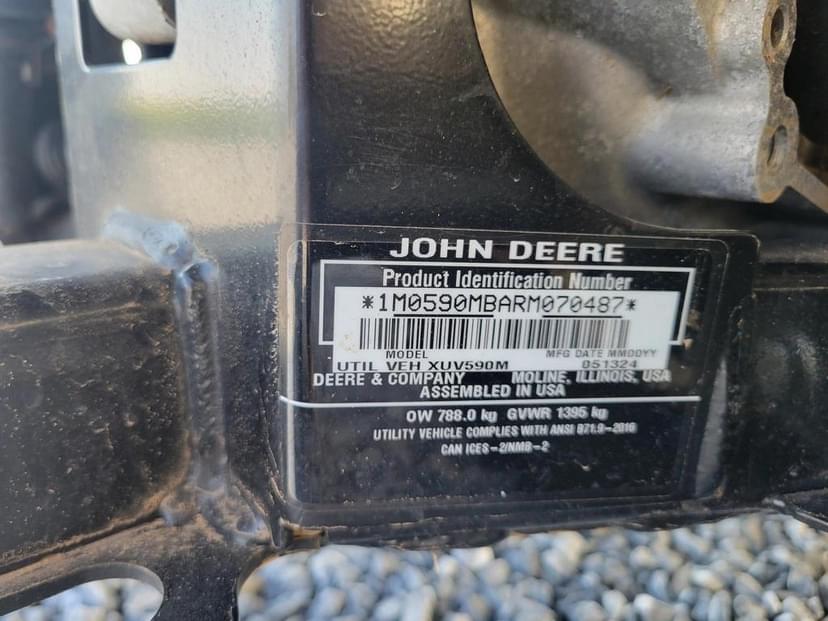 JOHN DEERE
Product Identification Number
*1M0590MBARM070487*
MODEL MFG DATE MMDDYY
UTIL VEH XUV590M 051324
DEERE & COMPANY MOLINE, ILLINOIS, USA
ASSEMBLED IN USA
OW 788.0 kg GVWR 1395 kg
UTILITY VEHICLE COMPLIES WITH ANSI B71.9-2016
CAN ICES-2/NMB-2